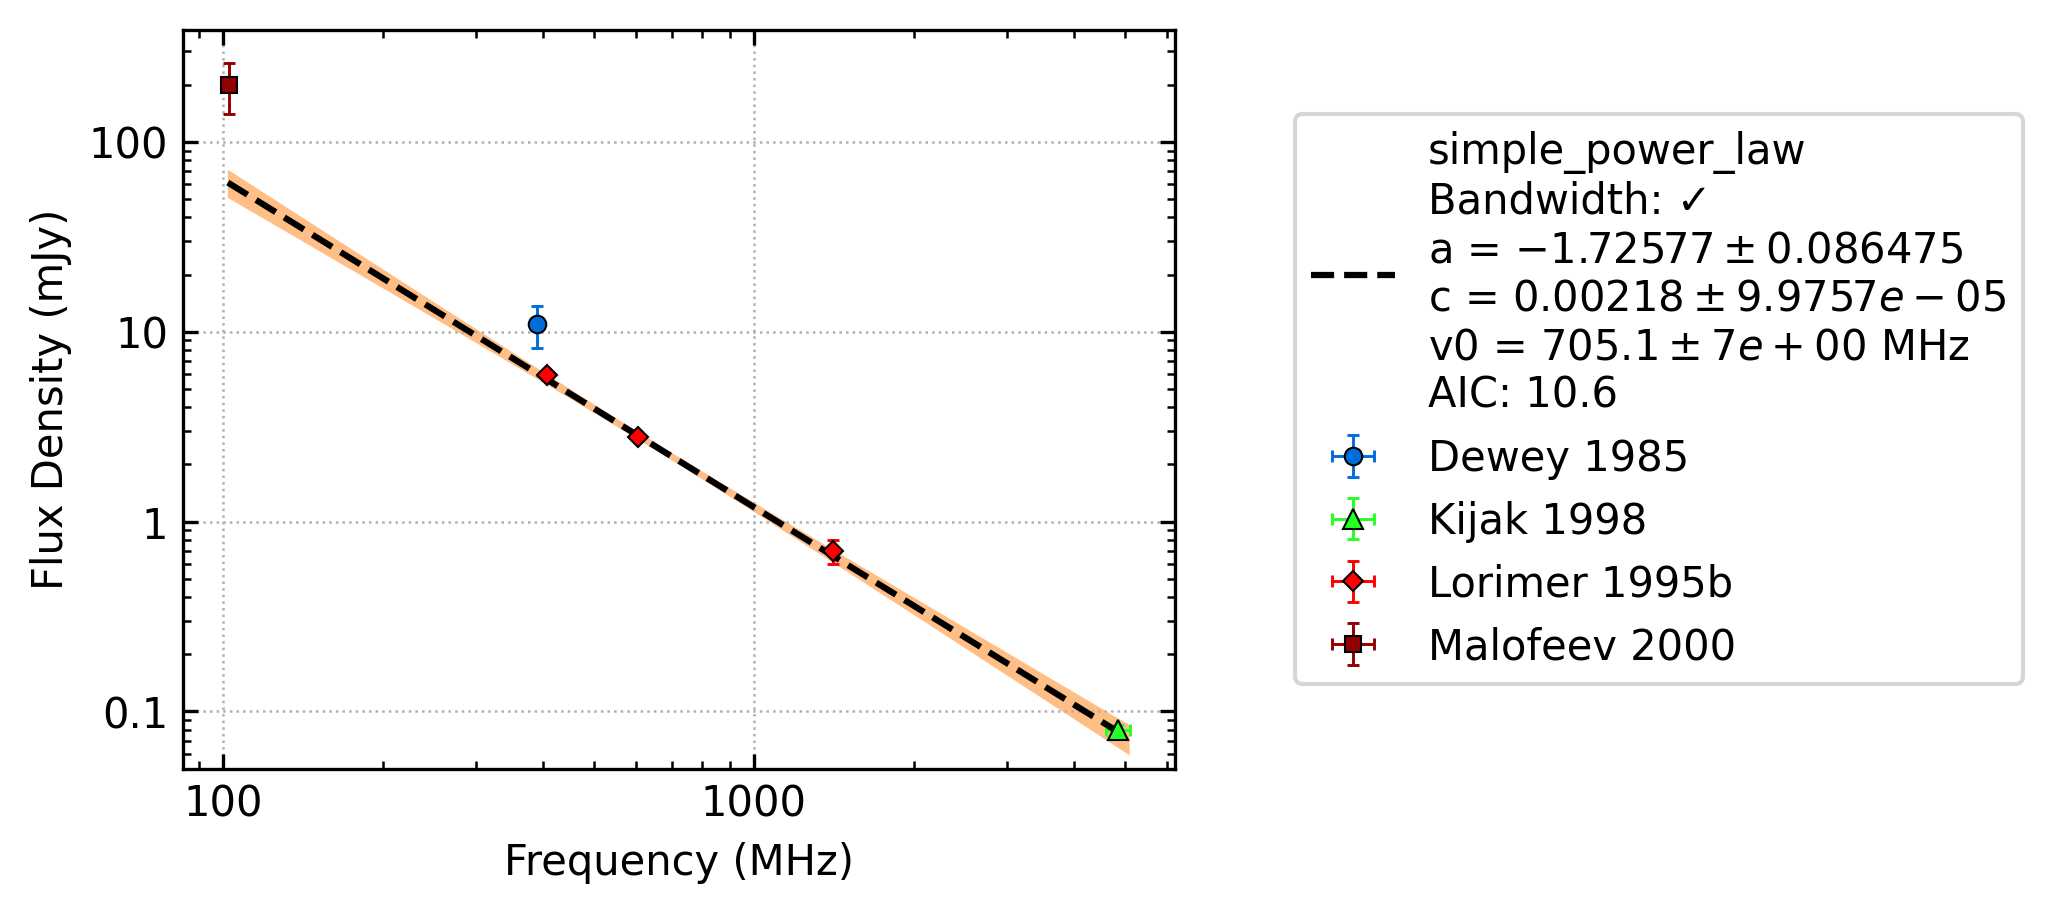 100
10
1
0.1
100 1000
Flux Density (mJy)
Frequency (MHz)
simple_power_law
Bandwidth: ✓
a = −1.72577 ± 0.086475
c = 0.00218 ± 9.9757e − 05
v0 = 705.1 ± 7e + 00 MHz
AIC: 10.6
Dewey 1985
Kijak 1998
Lorimer 1995b
Malofeev 2000